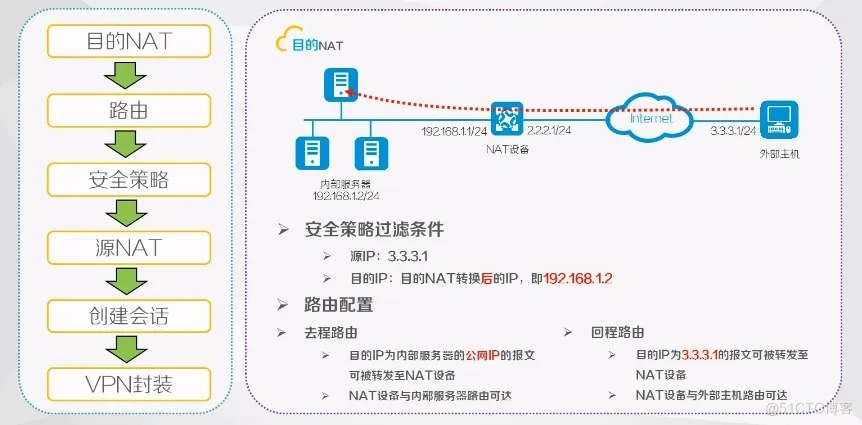 目的NAT
路由
安全策略
源NAT
创建会话
VPN封装
目的NAT
192.168.1.1/24
2.2.2.1/24
Internet
3.3.3.1/24
NAT设备
外部主机
内部服务器
192.168.1.2/24
安全策略过滤条件
源IP：3.3.3.1
目的IP：目的NAT转换后的IP，即192.168.1.2
路由配置
去程路由
目的IP为内部服务器的公网IP的报文
可被转发至NAT设备
NAT设备与内部服务器路由可达
回程路由
目的IP为3.3.3.1的报文可被转发至
NAT设备
NAT设备与外部主机路由可达
@51CTO博客